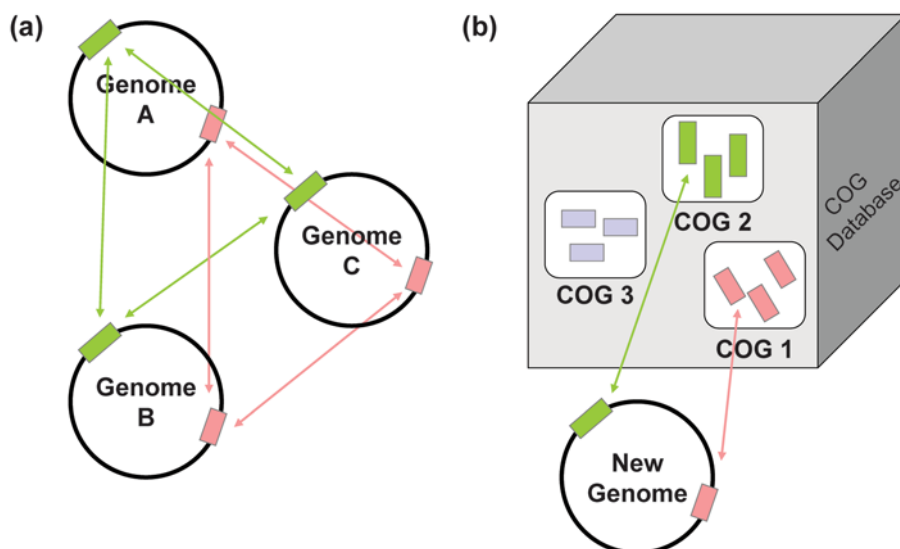 (a)
Genome
A
Genome
C
Genome
B
(b)
COG 2
COG 3
COG 1
COG
Database
New
Genome